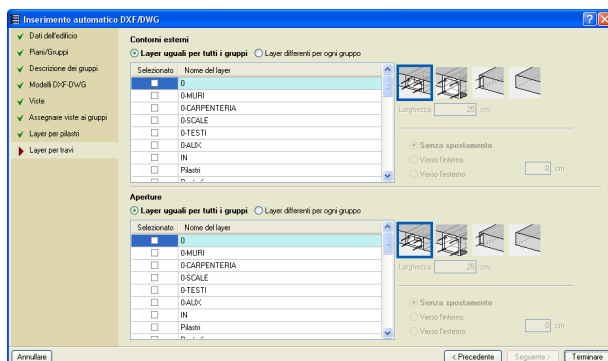 Inserimento automatico DXF/DWG
Dati dell'edificio
Piani/Gruppi
Descrizione dei gruppi
Modelli DXF-DWG
Viste
Assegnare viste ai gruppi
Layer per pilastri
Layer per travi
Contorni esterni
Layer uguali per tutti i gruppi Layer differenti per ogni gruppo
Selezionato Nome del layer
0
0-MURI
0-CARPENTERIA
0-SCALE
0-TESTI
0-AUX
IN
Pilastri
Larghezza 25 cm
Senza spostamento
Verso l'interno
Verso l'esterno
0 cm
Aperture
Layer uguali per tutti i gruppi Layer differenti per ogni gruppo
Selezionato Nome del layer
0
0-MURI
0-CARPENTERIA
0-SCALE
0-TESTI
0-AUX
IN
Pilastri
Larghezza 25 cm
Senza spostamento
Verso l'interno
Verso l'esterno
0 cm
Annullare
< Precedente Seguente > Terminare